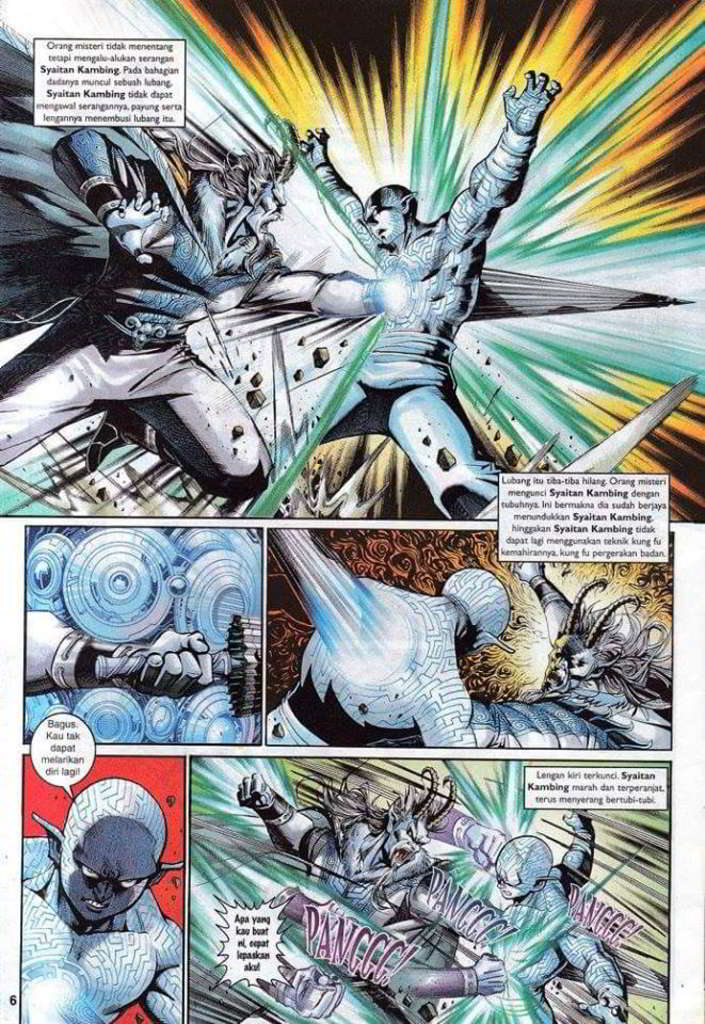 Orang misteri tidak menentang
tetapi mengalu-alukan serangan
Syaitan Kambing. Pada bahagian
dadanya muncul sebuah lubang.
Syaitan Kambing tidak dapat
mengawal serangannya, payung serta
lengannya menembusi lubang itu.
Lubang itu tiba-tiba hilang. Orang misteri
mengunci Syaitan Kambing dengan
tubuhnya. Ini bermakna dia sudah berjaya
menundukkan Syaitan Kambing,
hinggakan Syaitan Kambing tidak
dapat lagi menggunakan teknik kung fu
kemahirannya, kung fu pergerakan badan.
Bagus.
Kau tak
dapat
melarikan
diri lagi!
Lengan kiri terkunci. Syaitan
Kambing marah dan terperanjat,
terus menyerang bertubi-tubi.
Apa yang
kau buat
ni, cepat
lepaskan
aku!
PANGGG!
PANGGG!
PANGGG!
6